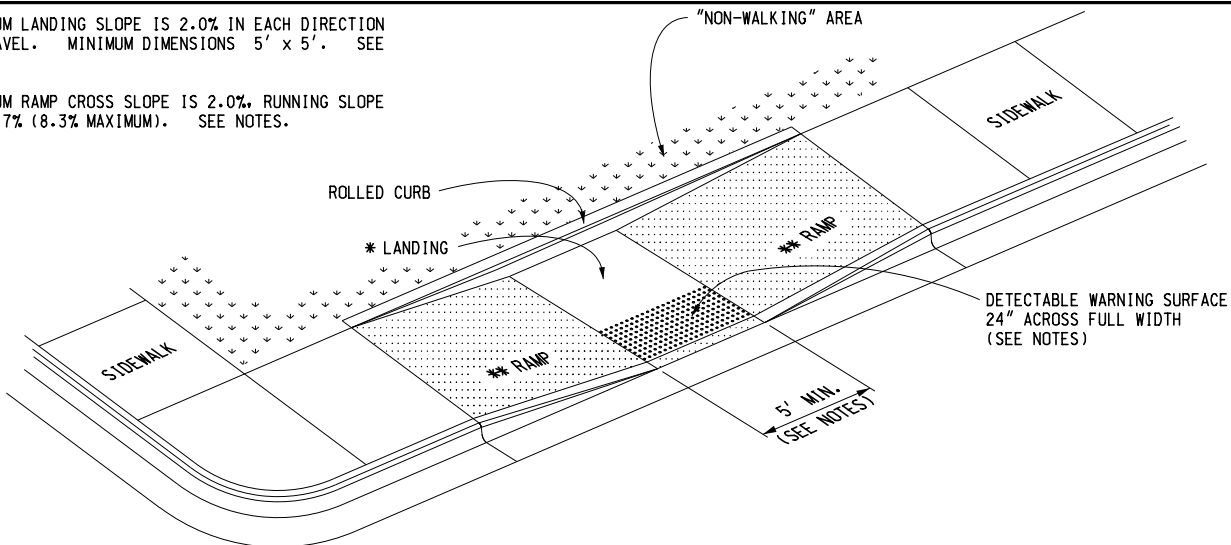 UM LANDING SLOPE IS 2.0% IN EACH DIRECTION
AVEL. MINIMUM DIMENSIONS 5' x 5'. SEE
UM RAMP CROSS SLOPE IS 2.0%. RUNNING SLOPE
7% (8.3% MAXIMUM). SEE NOTES.
"NON-WALKING" AREA
SIDEWALK
ROLLED CURB
* LANDING
** RAMP
DETECTABLE WARNING SURFACE
24" ACROSS FULL WIDTH
(SEE NOTES)
SIDEWALK
** RAMP
5' MIN.
(SEE NOTES)